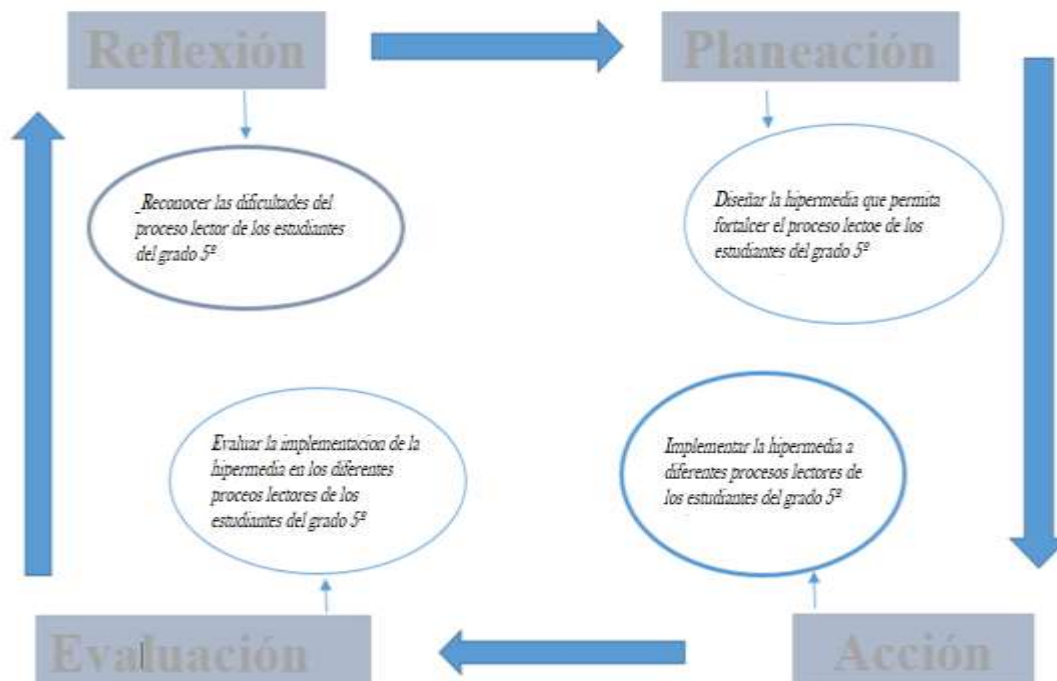 Reflexión
Planeación
_Reconocer las dificultades del
proceso lector de los estudiantes
del grado 5º
Diseñar la hipermedia que permita
fortalcer el proceso lectoe de los
estudiantes del grado 5º
Evaluar la implementacion de la
hipermedia en los diferentes
proceos lectores de los
estudiantes del grado 5º
Implementar la hipermedia a
diferentes procesos lectores de
los estudiantes del grado 5º
Evaluación
Acción